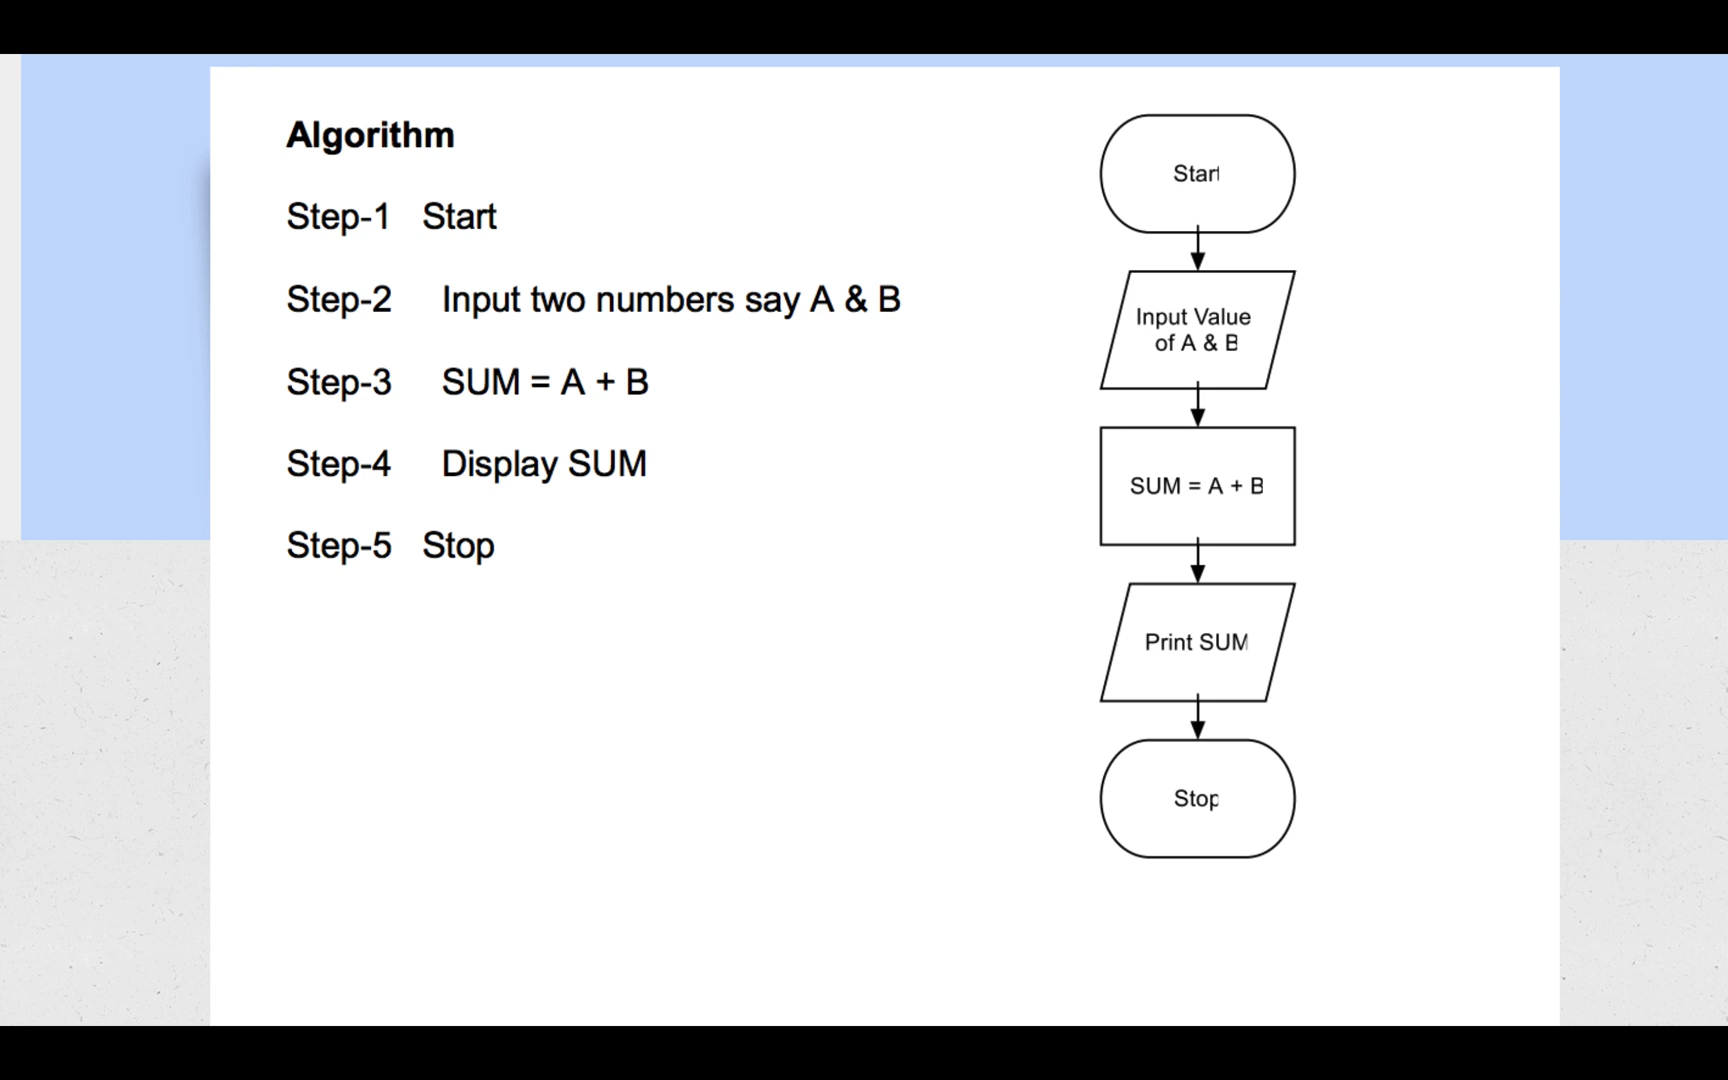 Algorithm
Step-1 Start
Step-2 Input two numbers say A & B
Step-3 SUM = A + B
Step-4 Display SUM
Step-5 Stop
Start
Input Value
of A & B
SUM = A + B
Print SUM
Stop